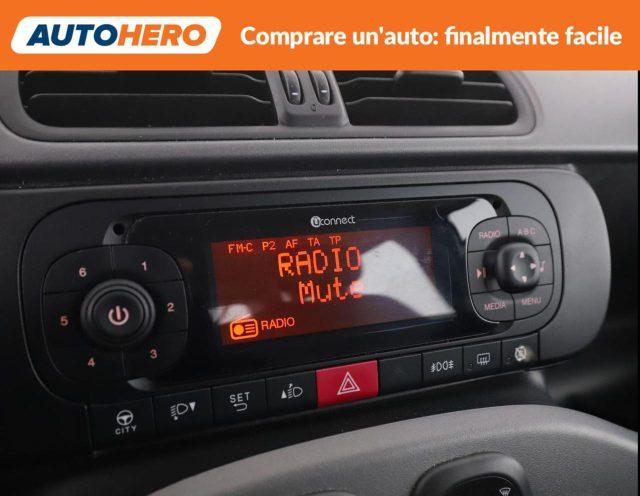 AUTOHERO Comprare un'auto: finalmente facile
uconnect
FM-C P2 AF TA TP
RADIO
Mute
RADIO
6 1
5 2
4 3
RADIO ABC
MEDIA MENU
CITY
SET